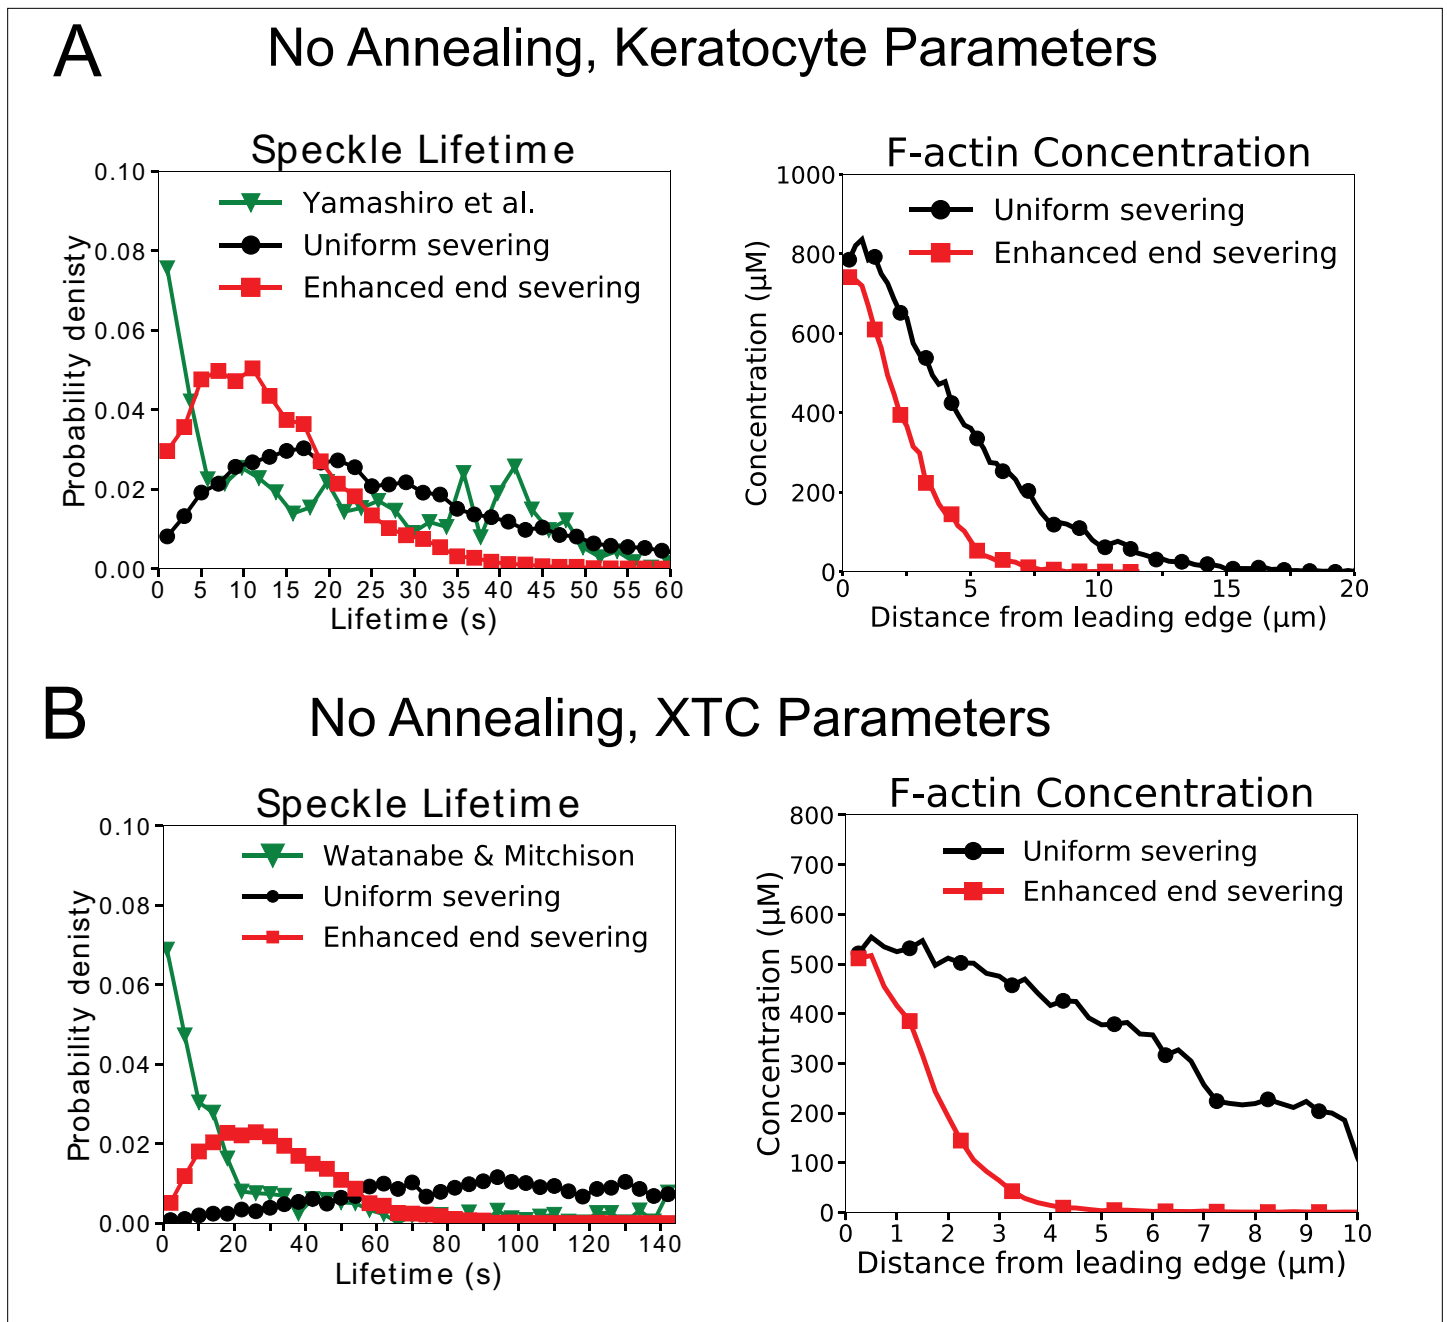 A
No Annealing, Keratocyte Parameters
Speckle Lifetime
Probability denisty
0.10
0.08
0.06
0.04
0.02
0.00
Yamashiro et al.
Uniform severing
Enhanced end severing
0 5 10 15 20 25 30 35 40 45 50 55 60
Lifetime (s)
F-actin Concentration
Concentration (μM)
1000
800
600
400
200
0
Uniform severing
Enhanced end severing
0 5 10 15 20
Distance from leading edge (μm)
B
No Annealing, XTC Parameters
Speckle Lifetime
Probability denisty
0.10
0.08
0.06
0.04
0.02
0.00
Watanabe & Mitchison
Uniform severing
Enhanced end severing
0 20 40 60 80 100 120 140
Lifetime (s)
F-actin Concentration
Concentration (μM)
800
700
600
500
400
300
200
100
0
Uniform severing
Enhanced end severing
0 1 2 3 4 5 6 7 8 9 10
Distance from leading edge (μm)